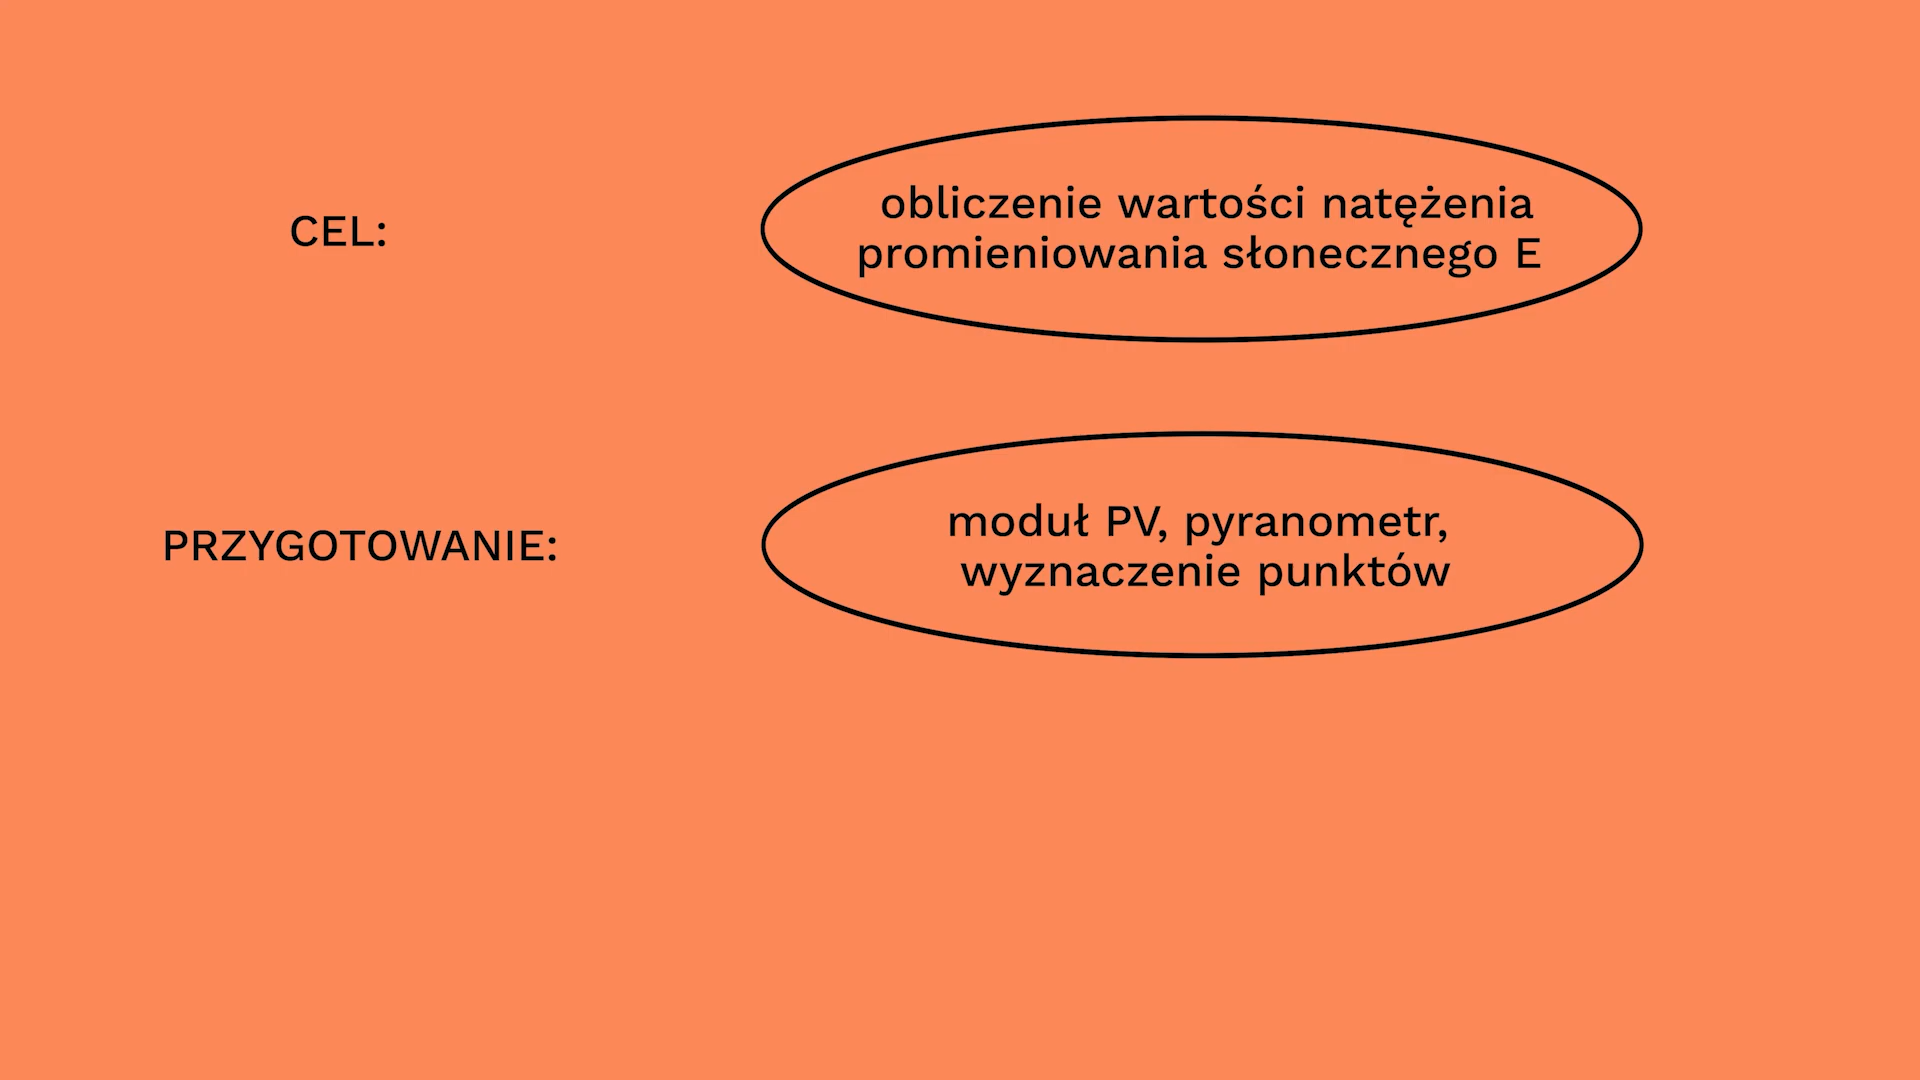 CEL:
obliczenie wartości natężenia
promieniowania słonecznego E
PRZYGOTOWANIE:
moduł PV, pyranometr,
wyznaczenie punktów